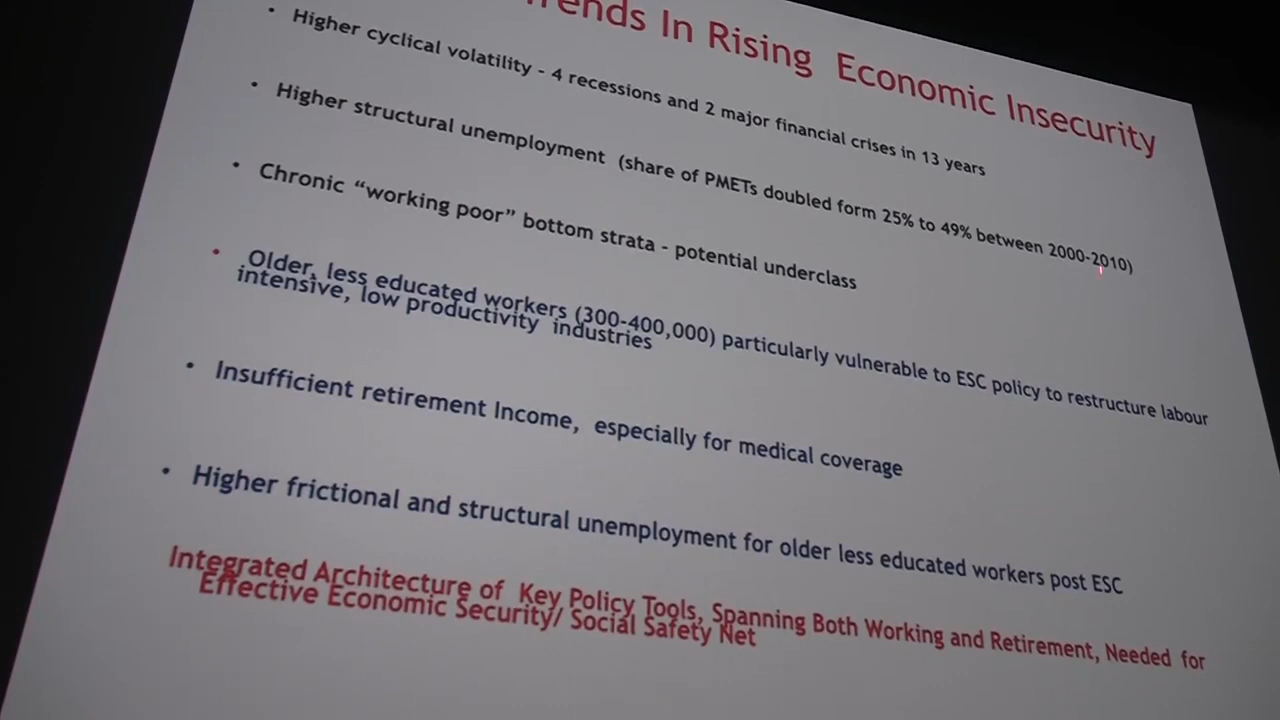 Trends In Rising Economic Insecurity
• Higher cyclical volatility - 4 recessions and 2 major financial crises in 13 years
• Higher structural unemployment (share of PMETs doubled form 25% to 49% between 2000-2010)
• Chronic “working poor” bottom strata - potential underclass
• Older, less educated workers (300-400,000) particularly vulnerable to ESC policy to restructure labour
intensive, low productivity industries
• Insufficient retirement Income, especially for medical coverage
• Higher frictional and structural unemployment for older less educated workers post ESC
Integrated Architecture of Key Policy Tools, Spanning Both Working and Retirement, Needed for
Effective Economic Security/ Social Safety Net